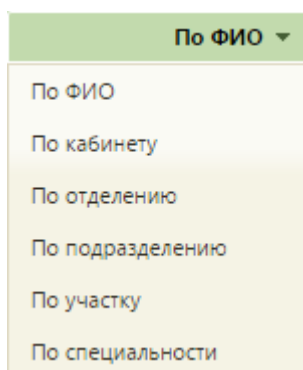 По ФИО
По ФИО
По кабинету
По отделению
По подразделению
По участку
По специальности